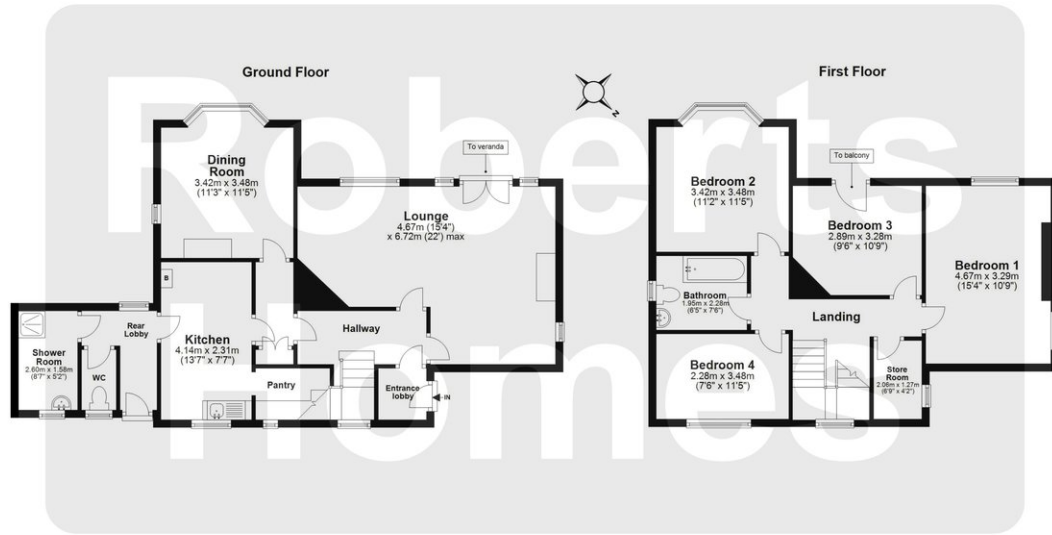 Roberts
Homes
Ground Floor
Dining
Room
3.42m x 3.48m
(11'3" x 11'5")
To veranda
Lounge
4.67m (15'4")
x 6.72m (22') max
B
Kitchen
4.14m x 2.31m
(13'7" x 7'7")
Rear
Lobby
Shower
Room
2.60m x 1.58m
(8'7" x 5'2")
WC
Hallway
Pantry
Entrance
lobby
IN
N
First Floor
Bedroom 2
3.42m x 3.48m
(11'2" x 11'5")
To balcony
Bedroom 3
2.89m x 3.28m
(9'6" x 10'9")
Bedroom 1
4.67m x 3.29m
(15'4" x 10'9")
Bathroom
1.95m x 2.28m
(6'5" x 7'6")
Landing
Bedroom 4
2.28m x 3.48m
(7'6" x 11'5")
Store
Room
2.06m x 1.27m
(6'9" x 4'2")